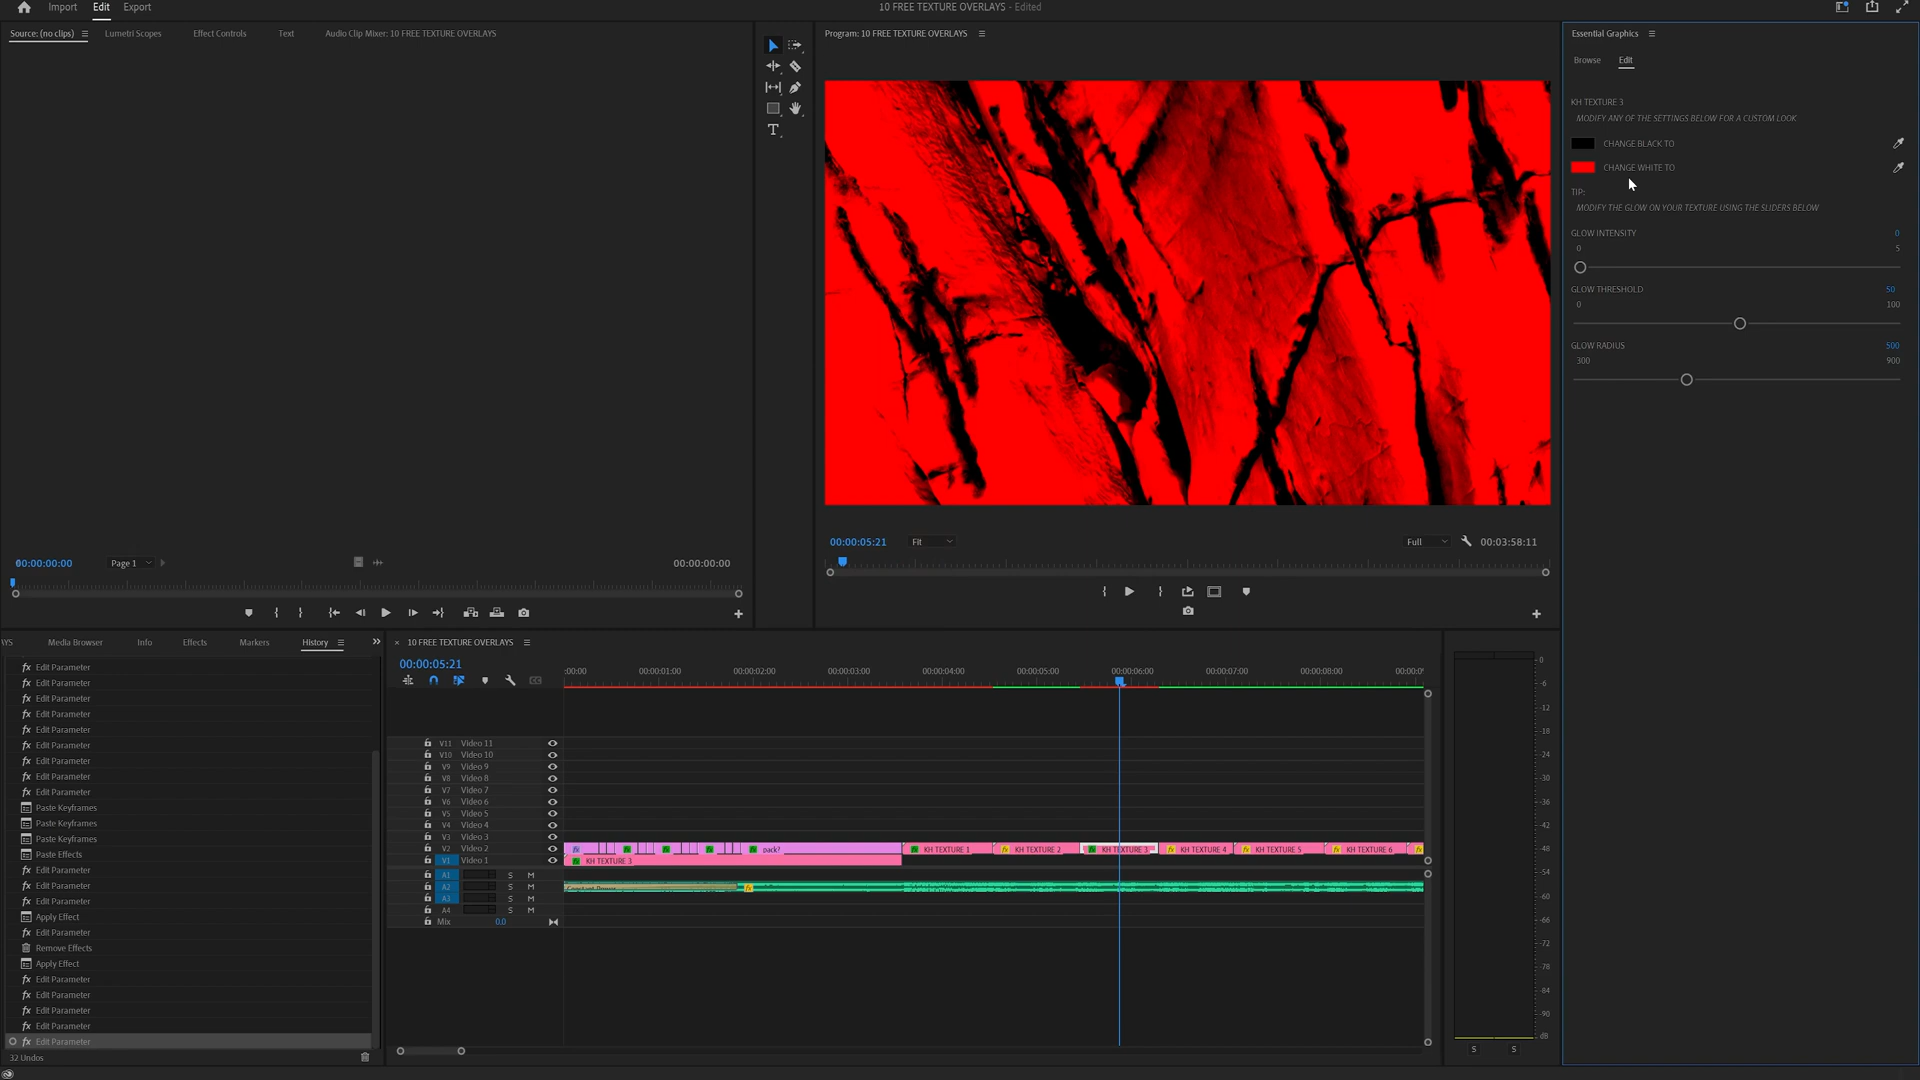 Import Edit Export
10 FREE TEXTURE OVERLAYS - Edited
Source: (no clips) Lumetri Scopes Effect Controls Text Audio Clip Mixer: 10 FREE TEXTURE OVERLAYS
Program: 10 FREE TEXTURE OVERLAYS
Essential Graphics
Browse Edit
KH TEXTURE 3
MODIFY ANY OF THE SETTINGS BELOW FOR A CUSTOM LOOK
CHANGE BLACK TO
CHANGE WHITE TO
TIP:
MODIFY THE GLOW ON YOUR TEXTURE USING THE SLIDERS BELOW
GLOW INTENSITY 0
0 5
GLOW THRESHOLD 50
0 100
GLOW RADIUS 500
300 900
00:00:00:00 Page 1 00:00:00:00
00:00:05:21 Fit Full 00:03:58:11
AYS Media Browser Info Effects Markers History
fx Edit Parameter
fx Edit Parameter
fx Edit Parameter
fx Edit Parameter
fx Edit Parameter
fx Edit Parameter
fx Edit Parameter
fx Edit Parameter
fx Edit Parameter
Paste Keyframes
Paste Keyframes
Paste Keyframes
Paste Effects
fx Edit Parameter
fx Edit Parameter
fx Edit Parameter
Apply Effect
fx Edit Parameter
Remove Effects
Apply Effect
fx Edit Parameter
fx Edit Parameter
fx Edit Parameter
fx Edit Parameter
fx Edit Parameter
32 Undos
× 10 FREE TEXTURE OVERLAYS
00:00:05:21
:00:00 00:00:01:00 00:00:02:00 00:00:03:00 00:00:04:00 00:00:05:00 00:00:06:00 00:00:07:00 00:00:08:00 00:00:09
V11 Video 11
V10 Video 10
V9 Video 9
V8 Video 8
V7 Video 7
V6 Video 6
V5 Video 5
V4 Video 4
V3 Video 3
V2 Video 2 pack? KH TEXTURE 1 KH TEXTURE 2 KH TEXTURE 3 KH TEXTURE 4 KH TEXTURE 5 KH TEXTURE 6
V1 Video 1 KH TEXTURE 3
A1 S M
A2 S M
A3 S M
A4 S M
Mix 0.0
0
-6
-12
-18
-24
-30
-36
-42
-48
-54
-60
-66
-72
-78
-84
-90
dB
S S